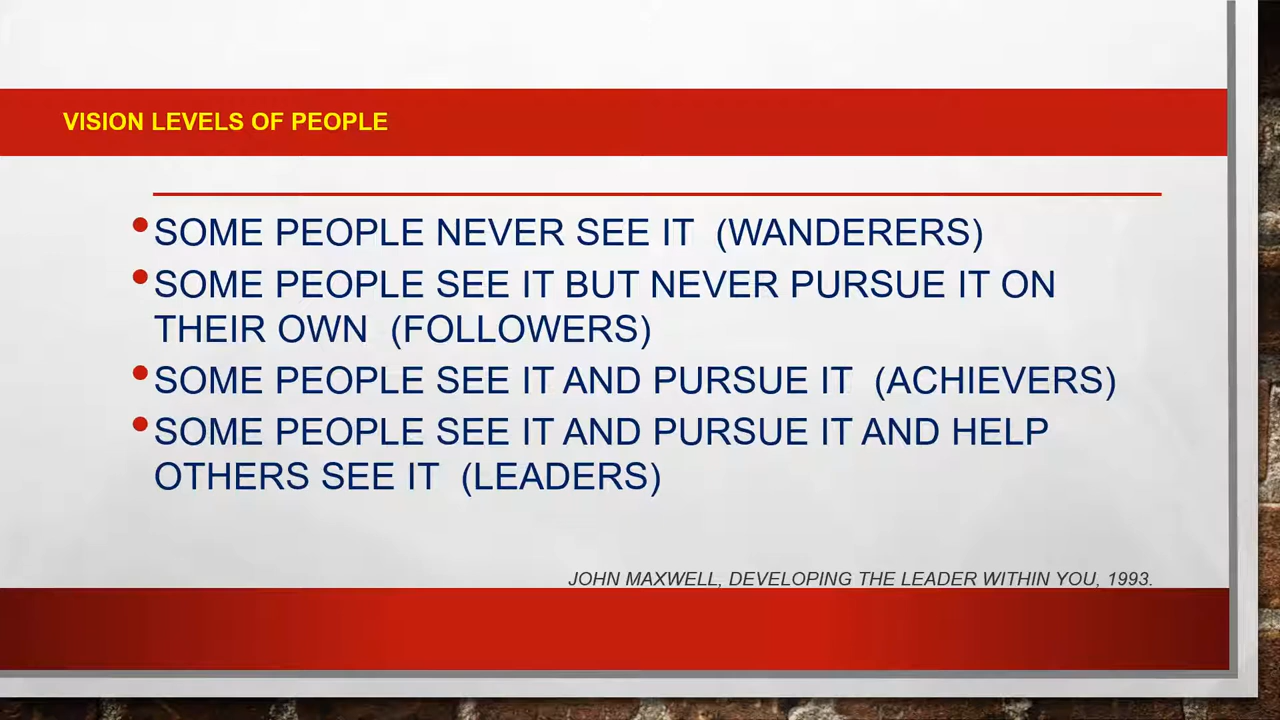 VISION LEVELS OF PEOPLE
•SOME PEOPLE NEVER SEE IT (WANDERERS)
•SOME PEOPLE SEE IT BUT NEVER PURSUE IT ON
THEIR OWN (FOLLOWERS)
•SOME PEOPLE SEE IT AND PURSUE IT (ACHIEVERS)
•SOME PEOPLE SEE IT AND PURSUE IT AND HELP
OTHERS SEE IT (LEADERS)
JOHN MAXWELL, DEVELOPING THE LEADER WITHIN YOU, 1993.